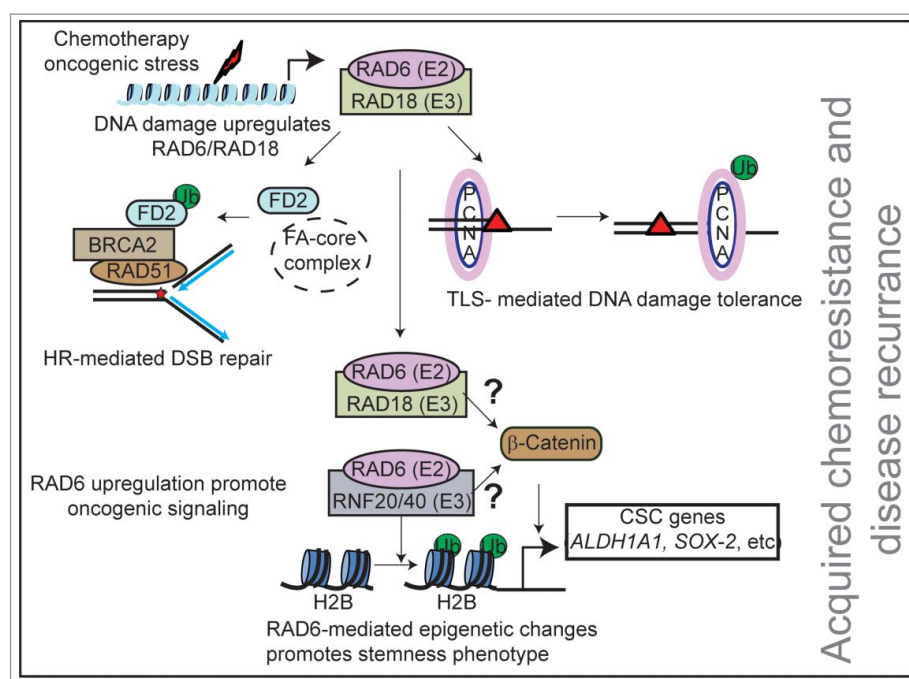 Chemotherapy
oncogenic stress
DNA damage upregulates
RAD6/RAD18
RAD6 (E2)
RAD18 (E3)
Ub
FD2
BRCA2
RAD51
HR-mediated DSB repair
FD2
FA-core
complex
PCNA
Ub
PCNA
TLS- mediated DNA damage tolerance
RAD6 (E2)
RAD18 (E3)
?
β-Catenin
RAD6 upregulation promote
oncogenic signaling
RAD6 (E2)
RNF20/40 (E3)
?
CSC genes
ALDH1A1, SOX-2, etc
Ub
Ub
H2B
H2B
RAD6-mediated epigenetic changes
promotes stemness phenotype
Acquired chemoresistance and
disease recurrance